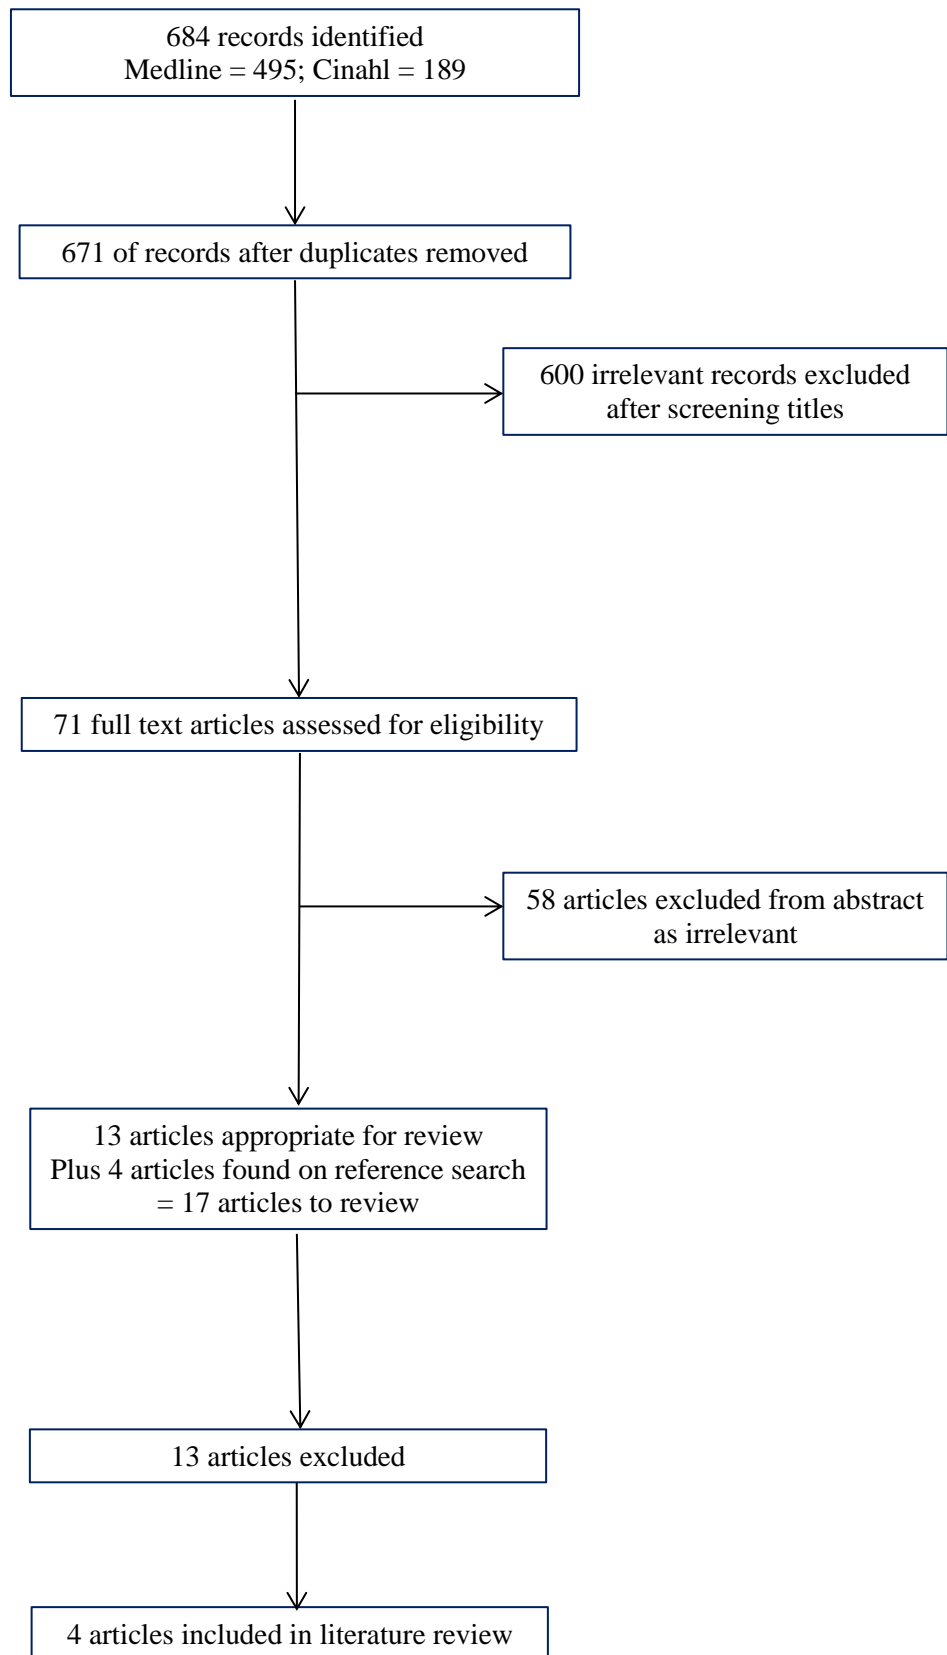 684 records identified
Medline = 495; Cinahl = 189
671 of records after duplicates removed
600 irrelevant records excluded
after screening titles
71 full text articles assessed for eligibility
58 articles excluded from abstract
as irrelevant
13 articles appropriate for review
Plus 4 articles found on reference search
= 17 articles to review
13 articles excluded
4 articles included in literature review